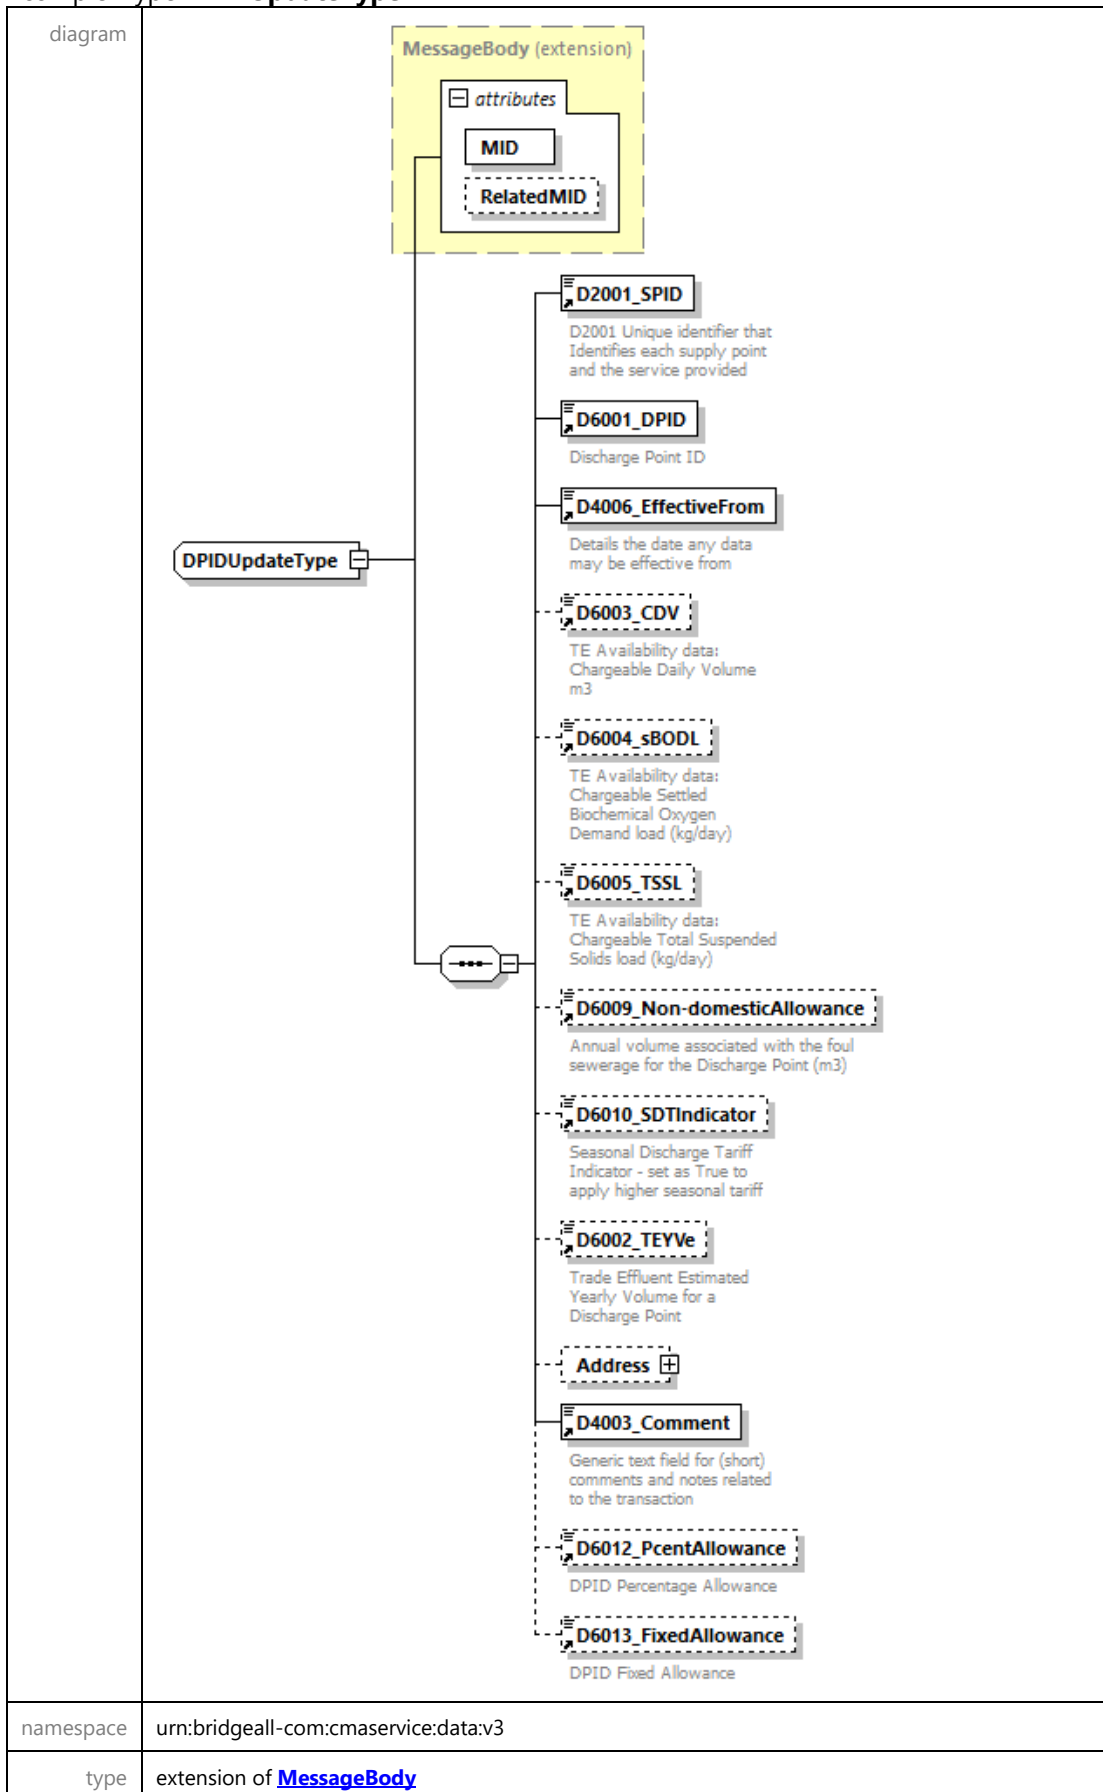 diagram
MessageBody (extension)
attributes
MID
RelatedMID
D2001_SPID
D2001 Unique identifier that
Identifies each supply point
and the service provided
D6001_DPID
Discharge Point ID
D4006_EffectiveFrom
Details the date any data
may be effective from
DPIDUpdateType
D6003_CDV
TE Availability data:
Chargeable Daily Volume
m3
D6004_sBODL
TE Availability data:
Chargeable Settled
Biochemical Oxygen
Demand load (kg/day)
D6005_TSSL
TE Availability data:
Chargeable Total Suspended
Solids load (kg/day)
D6009_Non-domesticAllowance
Annual volume associated with the foul
sewerage for the Discharge Point (m3)
D6010_SDTIndicator
Seasonal Discharge Tariff
Indicator - set as True to
apply higher seasonal tariff
D6002_TEYVe
Trade Effluent Estimated
Yearly Volume for a
Discharge Point
Address
D4003_Comment
Generic text field for (short)
comments and notes related
to the transaction
D6012_PcentAllowance
DPID Percentage Allowance
D6013_FixedAllowance
DPID Fixed Allowance
namespace urn:bridgeall-com:cmaservice:data:v3
type extension of MessageBody